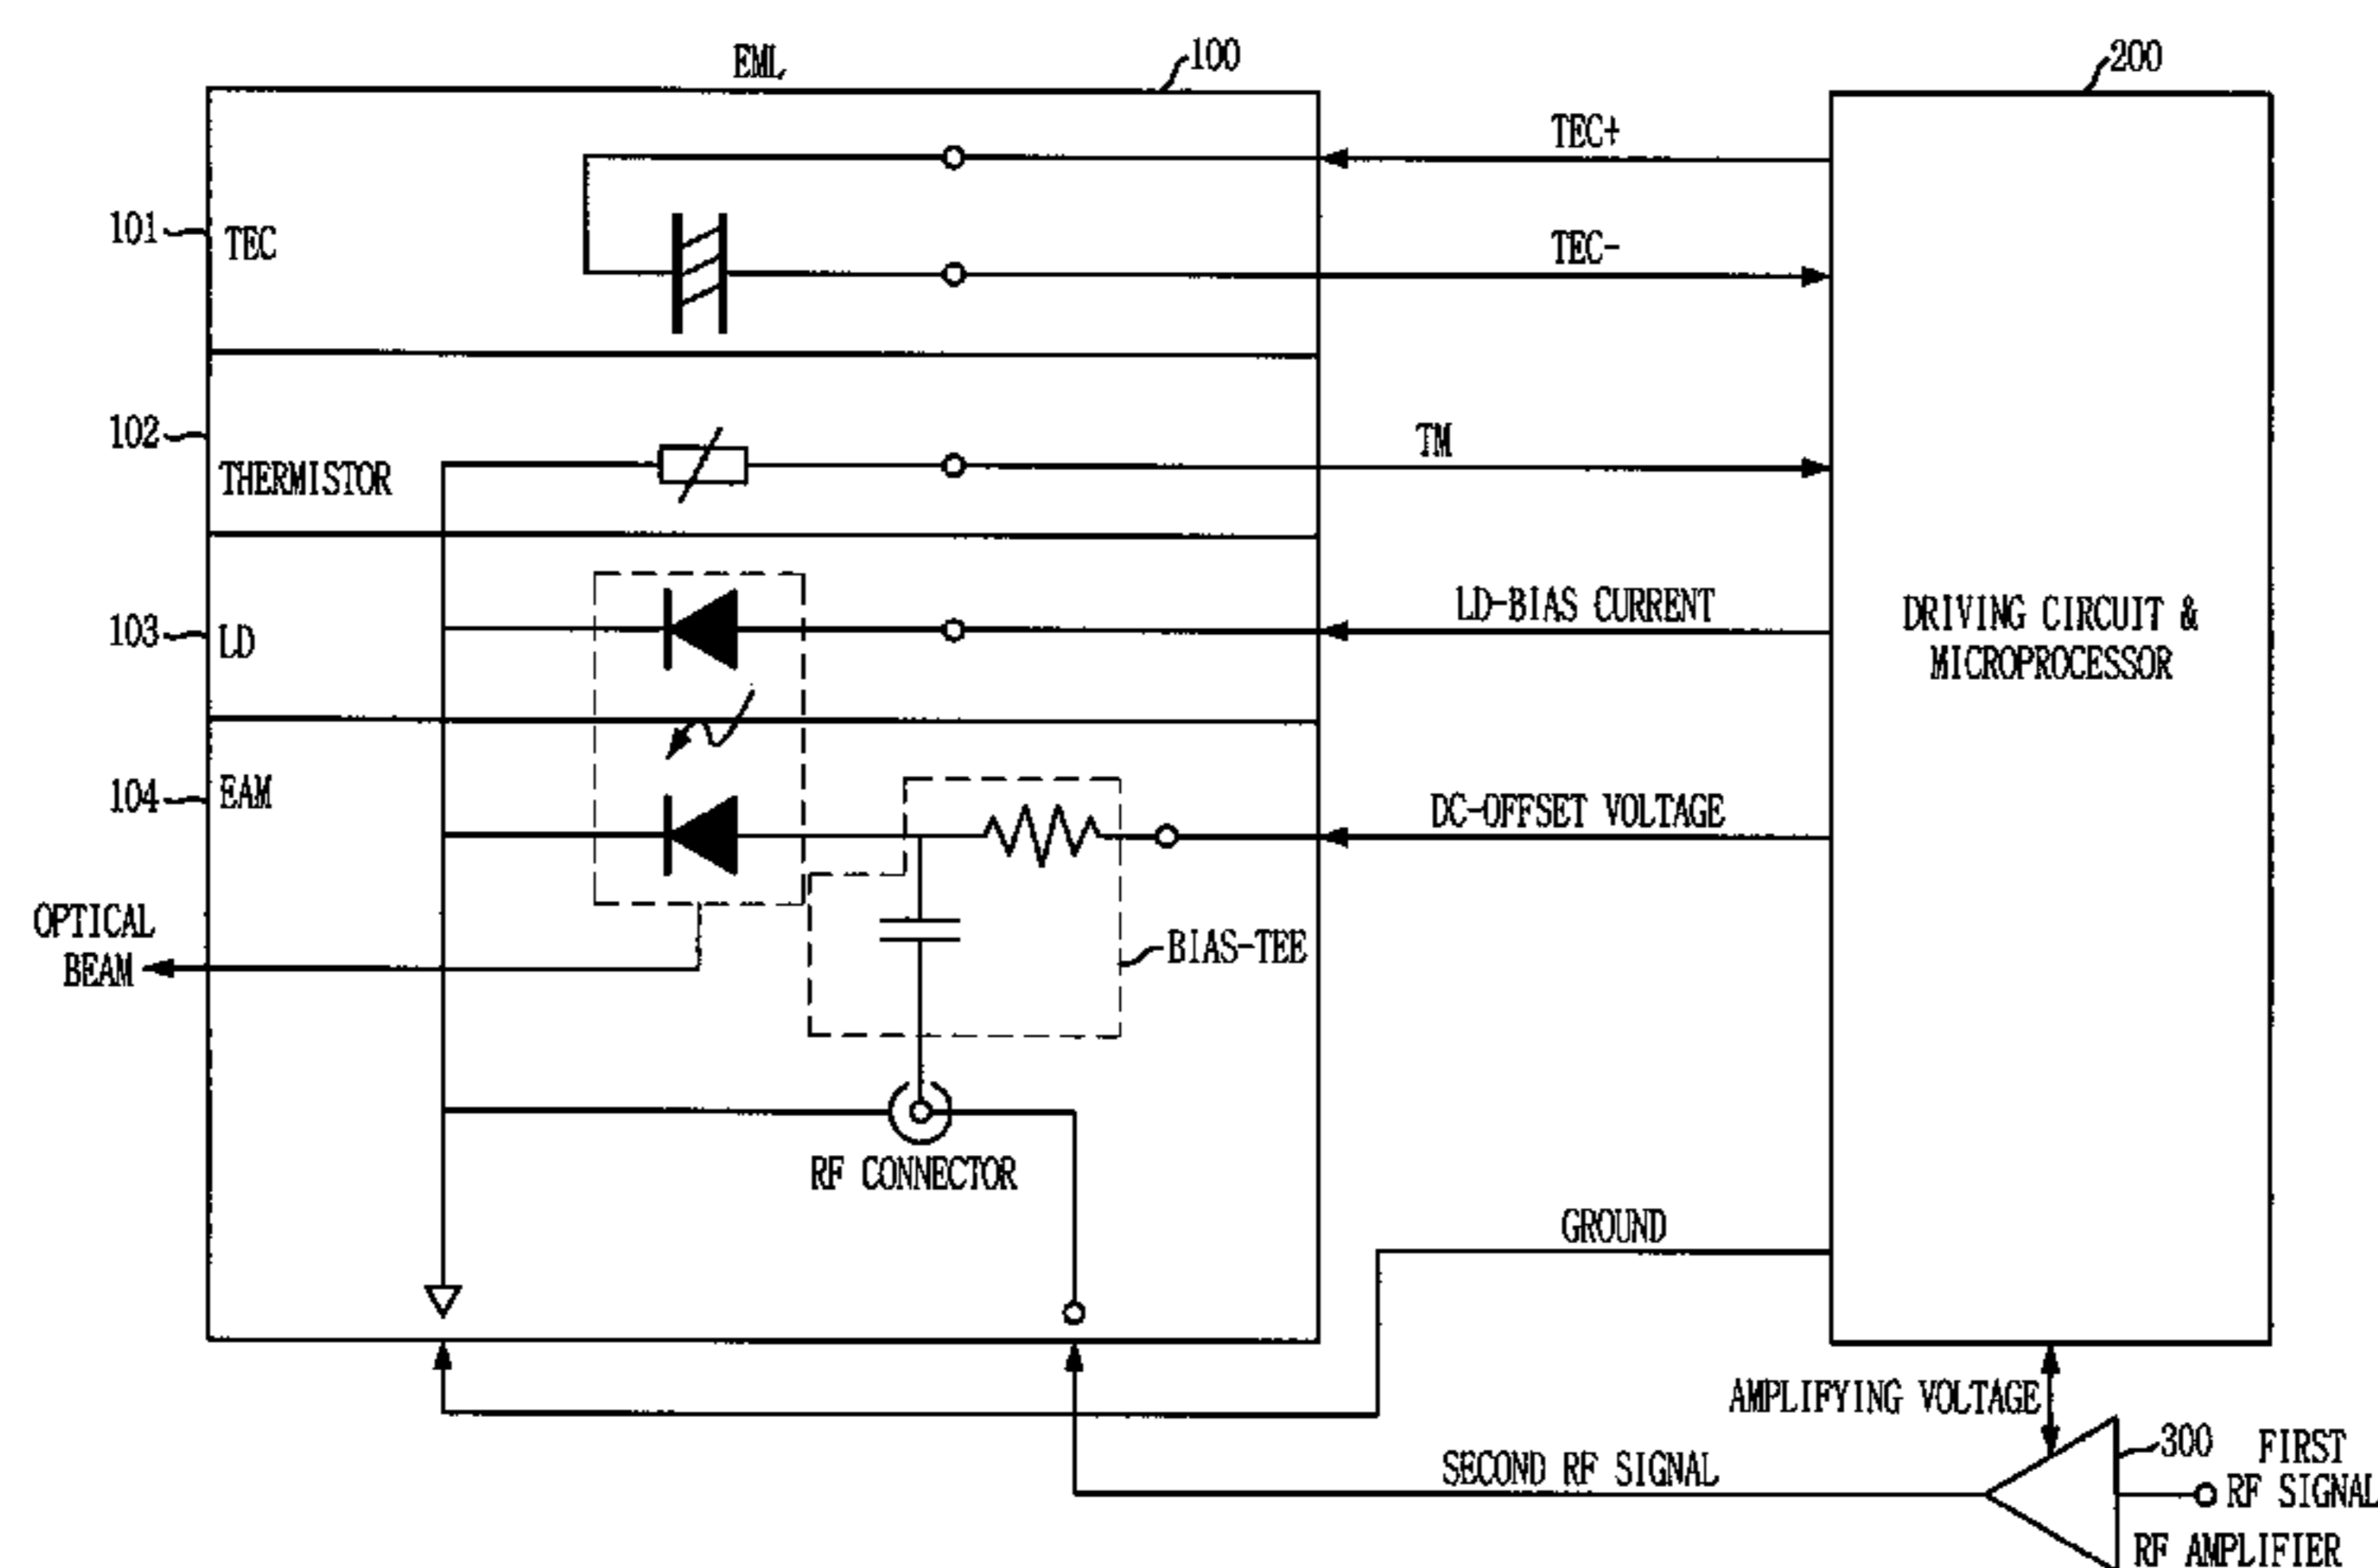 EML
100
200
TEC+
101
TEC
TEC-
102
THERMISTOR
TM
103
LD
LD-BIAS CURRENT
DRIVING CIRCUIT &
MICROPROCESSOR
104
EAM
DC-OFFSET VOLTAGE
OPTICAL
BEAM
BIAS-TEE
RF CONNECTOR
GROUND
AMPLIFYING VOLTAGE
300
FIRST
RF SIGNAL
SECOND RF SIGNAL
RF AMPLIFIER